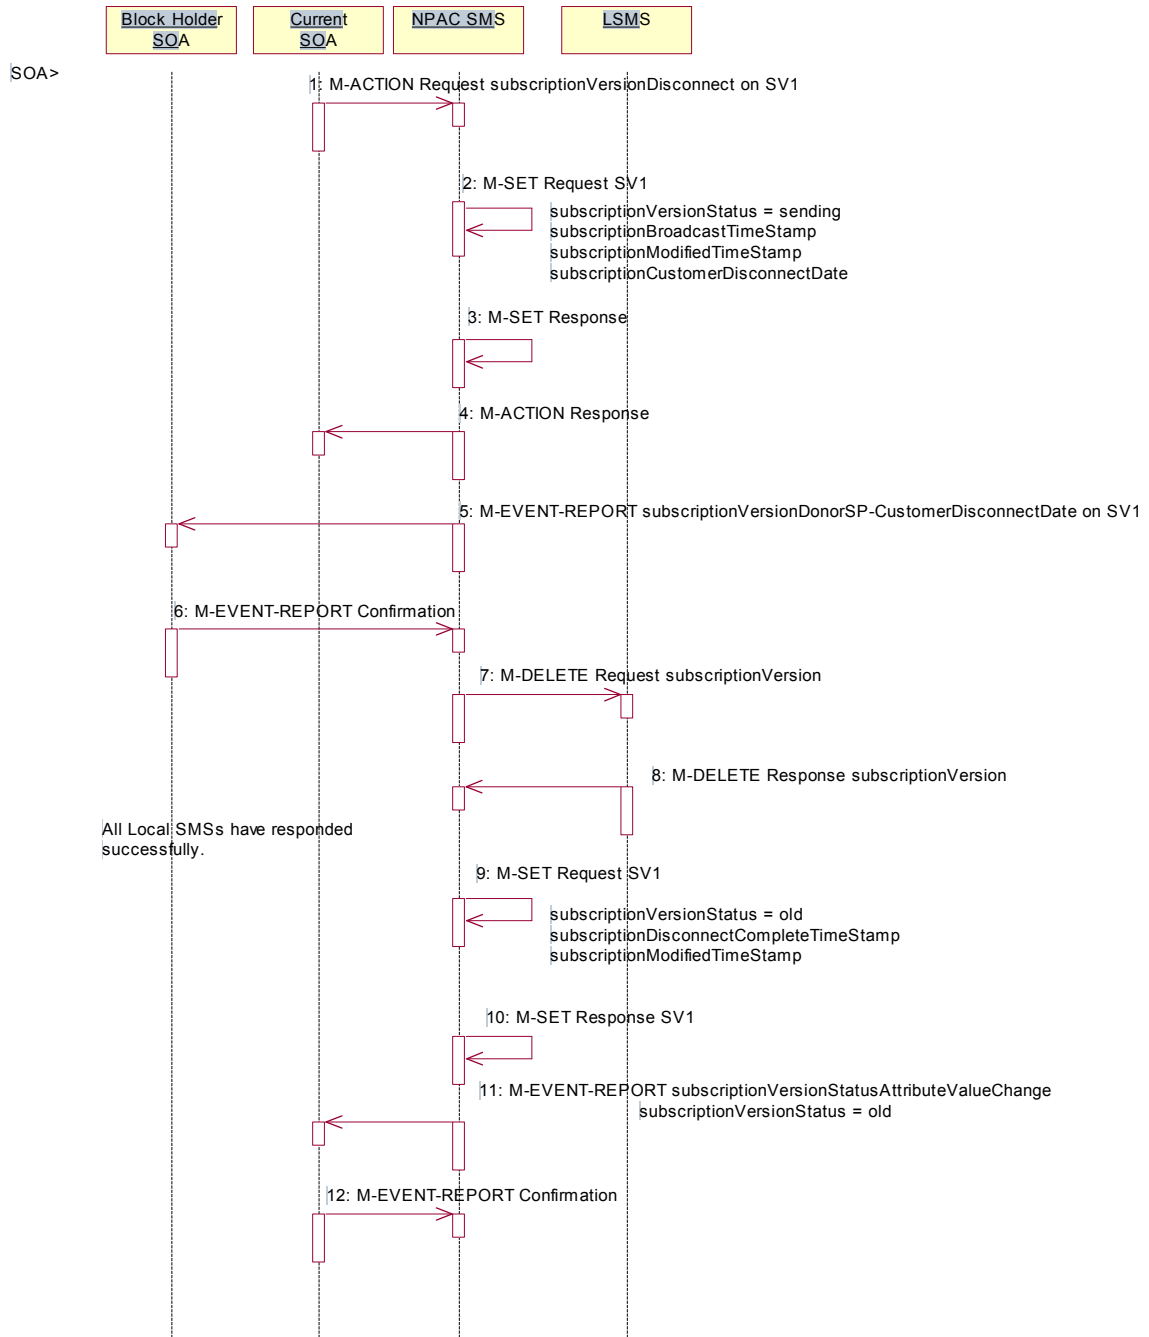 Block Holder
SOA
Current
SOA
NPAC SMS
LSMS
SOA>
1: M-ACTION Request subscriptionVersionDisconnect on SV1
2: M-SET Request SV1
subscriptionVersionStatus = sending
subscriptionBroadcastTimeStamp
subscriptionModifiedTimeStamp
subscriptionCustomerDisconnectDate
3: M-SET Response
4: M-ACTION Response
5: M-EVENT-REPORT subscriptionVersionDonorSP-CustomerDisconnectDate on SV1
6: M-EVENT-REPORT Confirmation
7: M-DELETE Request subscriptionVersion
8: M-DELETE Response subscriptionVersion
All Local SMSs have responded
successfully.
9: M-SET Request SV1
subscriptionVersionStatus = old
subscriptionDisconnectCompleteTimeStamp
subscriptionModifiedTimeStamp
10: M-SET Response SV1
11: M-EVENT-REPORT subscriptionVersionStatusAttributeValueChange
subscriptionVersionStatus = old
12: M-EVENT-REPORT Confirmation